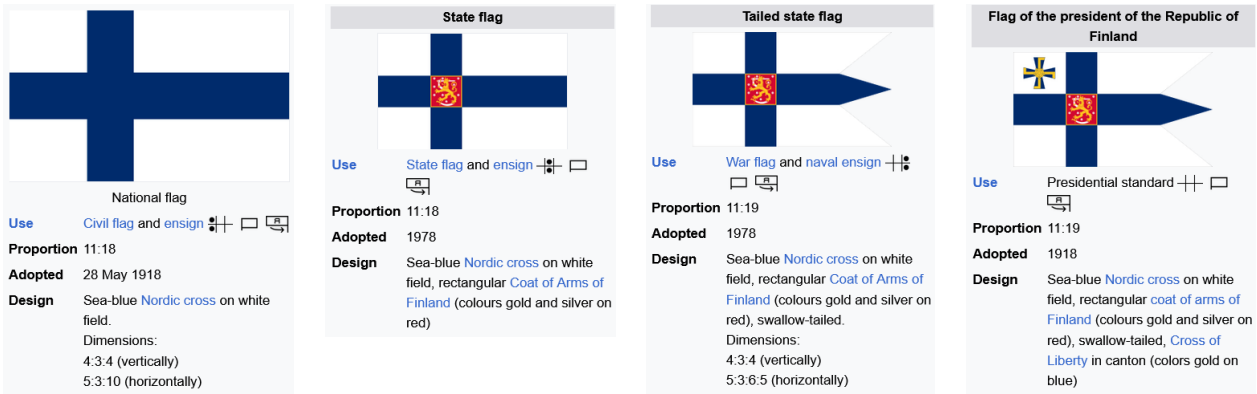 National flag
Use Civil flag and ensign
Proportion 11:18
Adopted 28 May 1918
Design Sea-blue Nordic cross on white
field.
Dimensions:
4:3:4 (vertically)
5:3:10 (horizontally)
State flag
Use State flag and ensign
Proportion 11:18
Adopted 1978
Design Sea-blue Nordic cross on white
field, rectangular Coat of Arms of
Finland (colours gold and silver on
red)
Tailed state flag
Use War flag and naval ensign
Proportion 11:19
Adopted 1978
Design Sea-blue Nordic cross on white
field, rectangular Coat of Arms of
Finland (colours gold and silver on
red), swallow-tailed.
Dimensions:
4:3:4 (vertically)
5:3:6:5 (horizontally)
Flag of the president of the Republic of
Finland
Use Presidential standard
Proportion 11:19
Adopted 1918
Design Sea-blue Nordic cross on white
field, rectangular coat of arms of
Finland (colours gold and silver on
red), swallow-tailed, Cross of
Liberty in canton (colors gold on
blue)